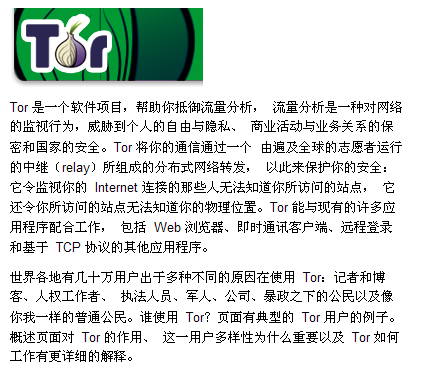 Tor
Tor 是一个软件项目，帮助你抵御流量分析， 流量分析是一种对网络
的监视行为，威胁到个人的自由与隐私、 商业活动与业务关系的保
密和国家的安全。Tor 将你的通信通过一个 由遍及全球的志愿者运行
的中继（relay）所组成的分布式网络转发， 以此来保护你的安全：
它令监视你的 Internet 连接的那些人无法知道你所访问的站点， 它
还令你所访问的站点无法知道你的物理位置。Tor 能与现有的许多应
用程序配合工作， 包括 Web 浏览器、即时通讯客户端、远程登录
和基于 TCP 协议的其他应用程序。
世界各地有几十万用户出于多种不同的原因在使用 Tor：记者和博
客、人权工作者、 执法人员、军人、公司、暴政之下的公民以及像
你我一样的普通公民。谁使用 Tor？页面有典型的 Tor 用户的例子。
概述页面对 Tor 的作用、 这一用户多样性为什么重要以及 Tor 如何
工作有更详细的解释。